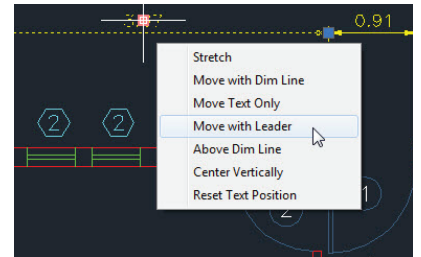 0.91
Stretch
Move with Dim Line
Move Text Only
2
2
Move with Leader
Above Dim Line
Center Vertically
Reset Text Position
1
2